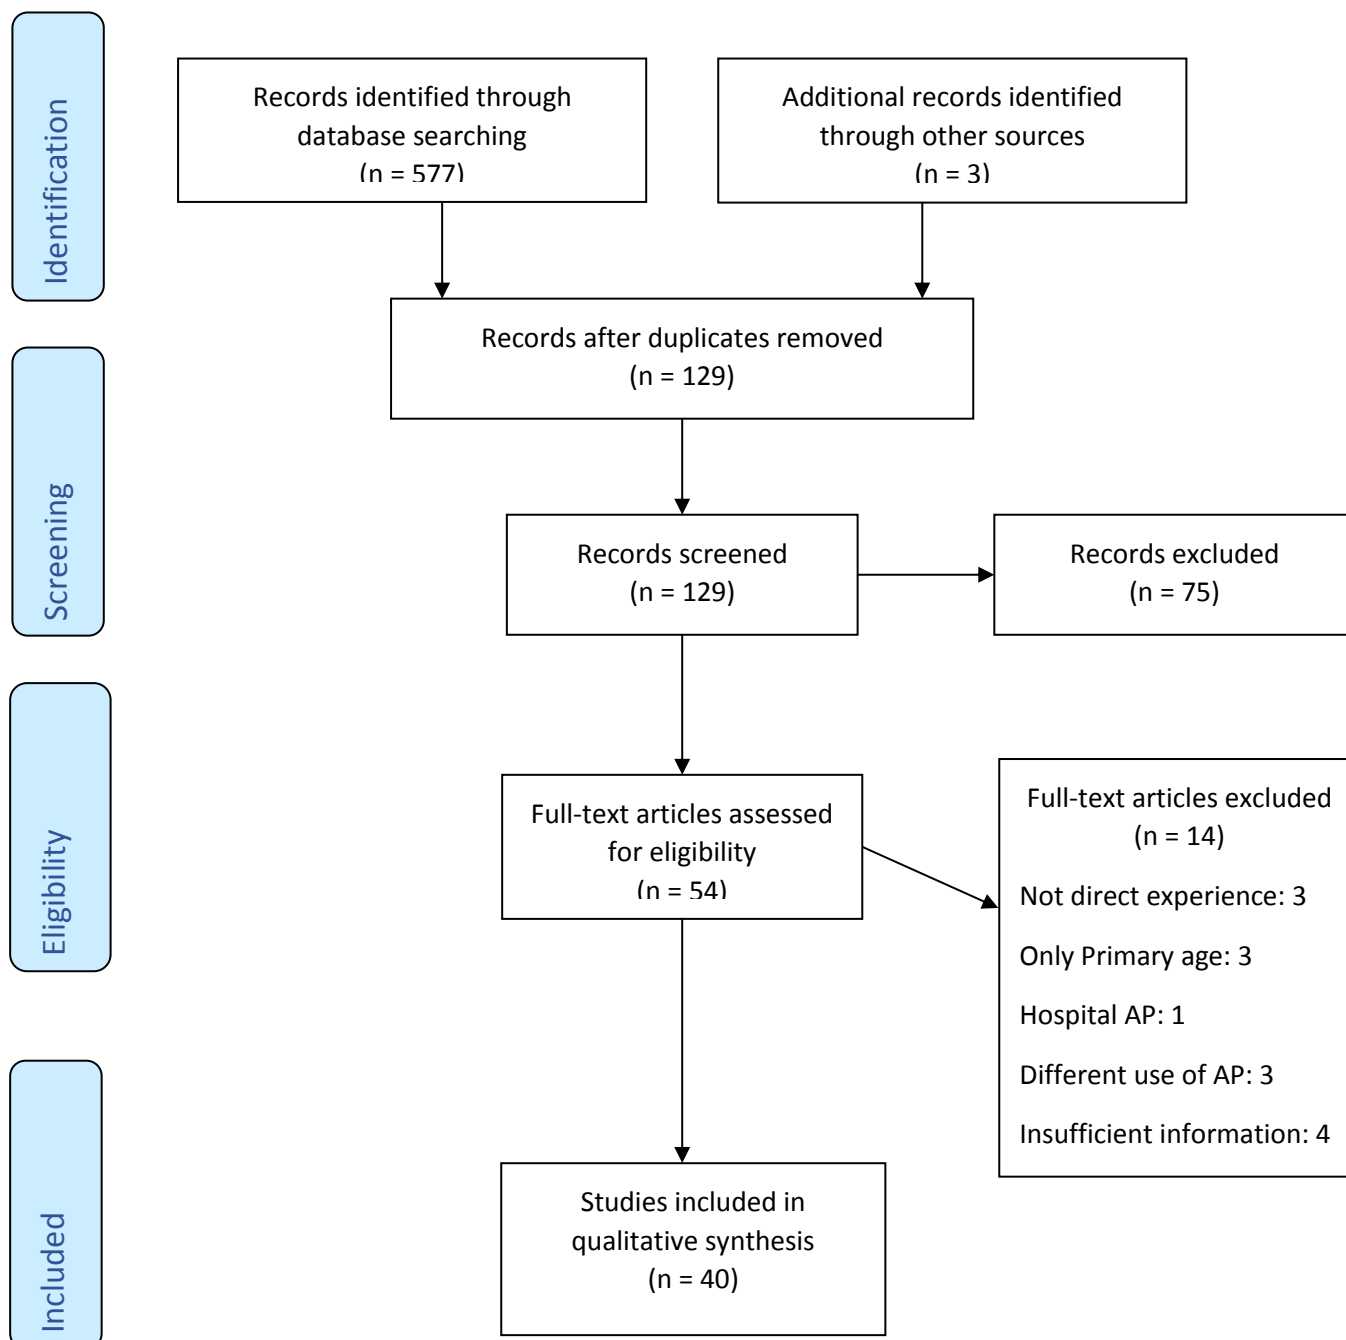 Identification
Records identified through
database searching
(n = 577)
Additional records identified
through other sources
(n = 3)
Records after duplicates removed
(n = 129)
Screening
Records screened
(n = 129)
Records excluded
(n = 75)
Eligibility
Full-text articles assessed
for eligibility
(n = 54)
Full-text articles excluded
(n = 14)
Not direct experience: 3
Only Primary age: 3
Hospital AP: 1
Different use of AP: 3
Insufficient information: 4
Included
Studies included in
qualitative synthesis
(n = 40)